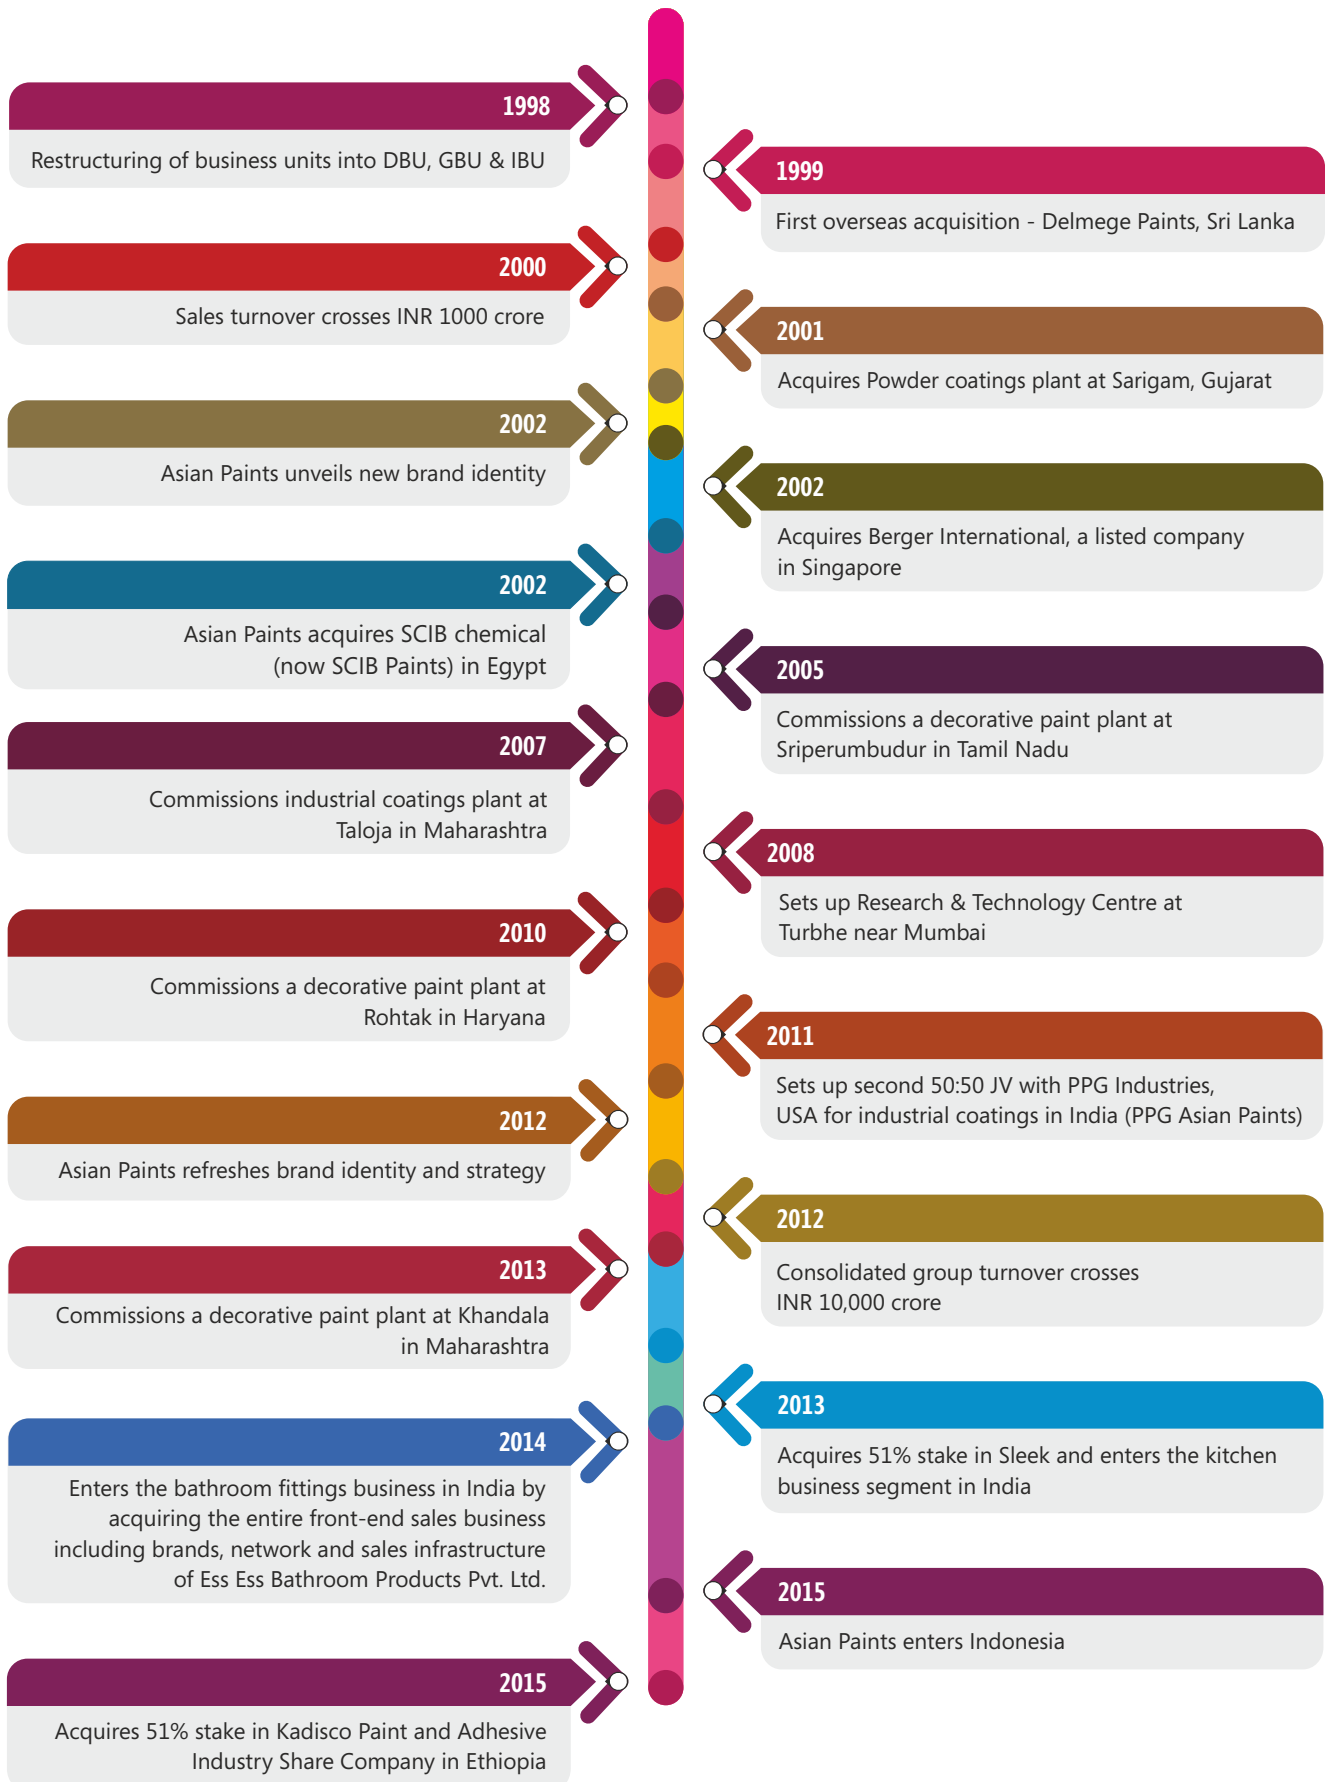 1998
Restructuring of business units into DBU, GBU & IBU
1999
First overseas acquisition - Delmege Paints, Sri Lanka
2000
Sales turnover crosses INR 1000 crore
2001
Acquires Powder coatings plant at Sarigam, Gujarat
2002
Asian Paints unveils new brand identity
2002
Acquires Berger International, a listed company
in Singapore
2002
Asian Paints acquires SCIB chemical
(now SCIB Paints) in Egypt
2005
Commissions a decorative paint plant at
Sriperumbudur in Tamil Nadu
2007
Commissions industrial coatings plant at
Taloja in Maharashtra
2008
Sets up Research & Technology Centre at
Turbhe near Mumbai
2010
Commissions a decorative paint plant at
Rohtak in Haryana
2011
Sets up second 50:50 JV with PPG Industries,
USA for industrial coatings in India (PPG Asian Paints)
2012
Asian Paints refreshes brand identity and strategy
2012
Consolidated group turnover crosses
INR 10,000 crore
2013
Commissions a decorative paint plant at Khandala
in Maharashtra
2013
Acquires 51% stake in Sleek and enters the kitchen
business segment in India
2014
Enters the bathroom fittings business in India by
acquiring the entire front-end sales business
including brands, network and sales infrastructure
of Ess Ess Bathroom Products Pvt. Ltd.
2015
Asian Paints enters Indonesia
2015
Acquires 51% stake in Kadisco Paint and Adhesive
Industry Share Company in Ethiopia